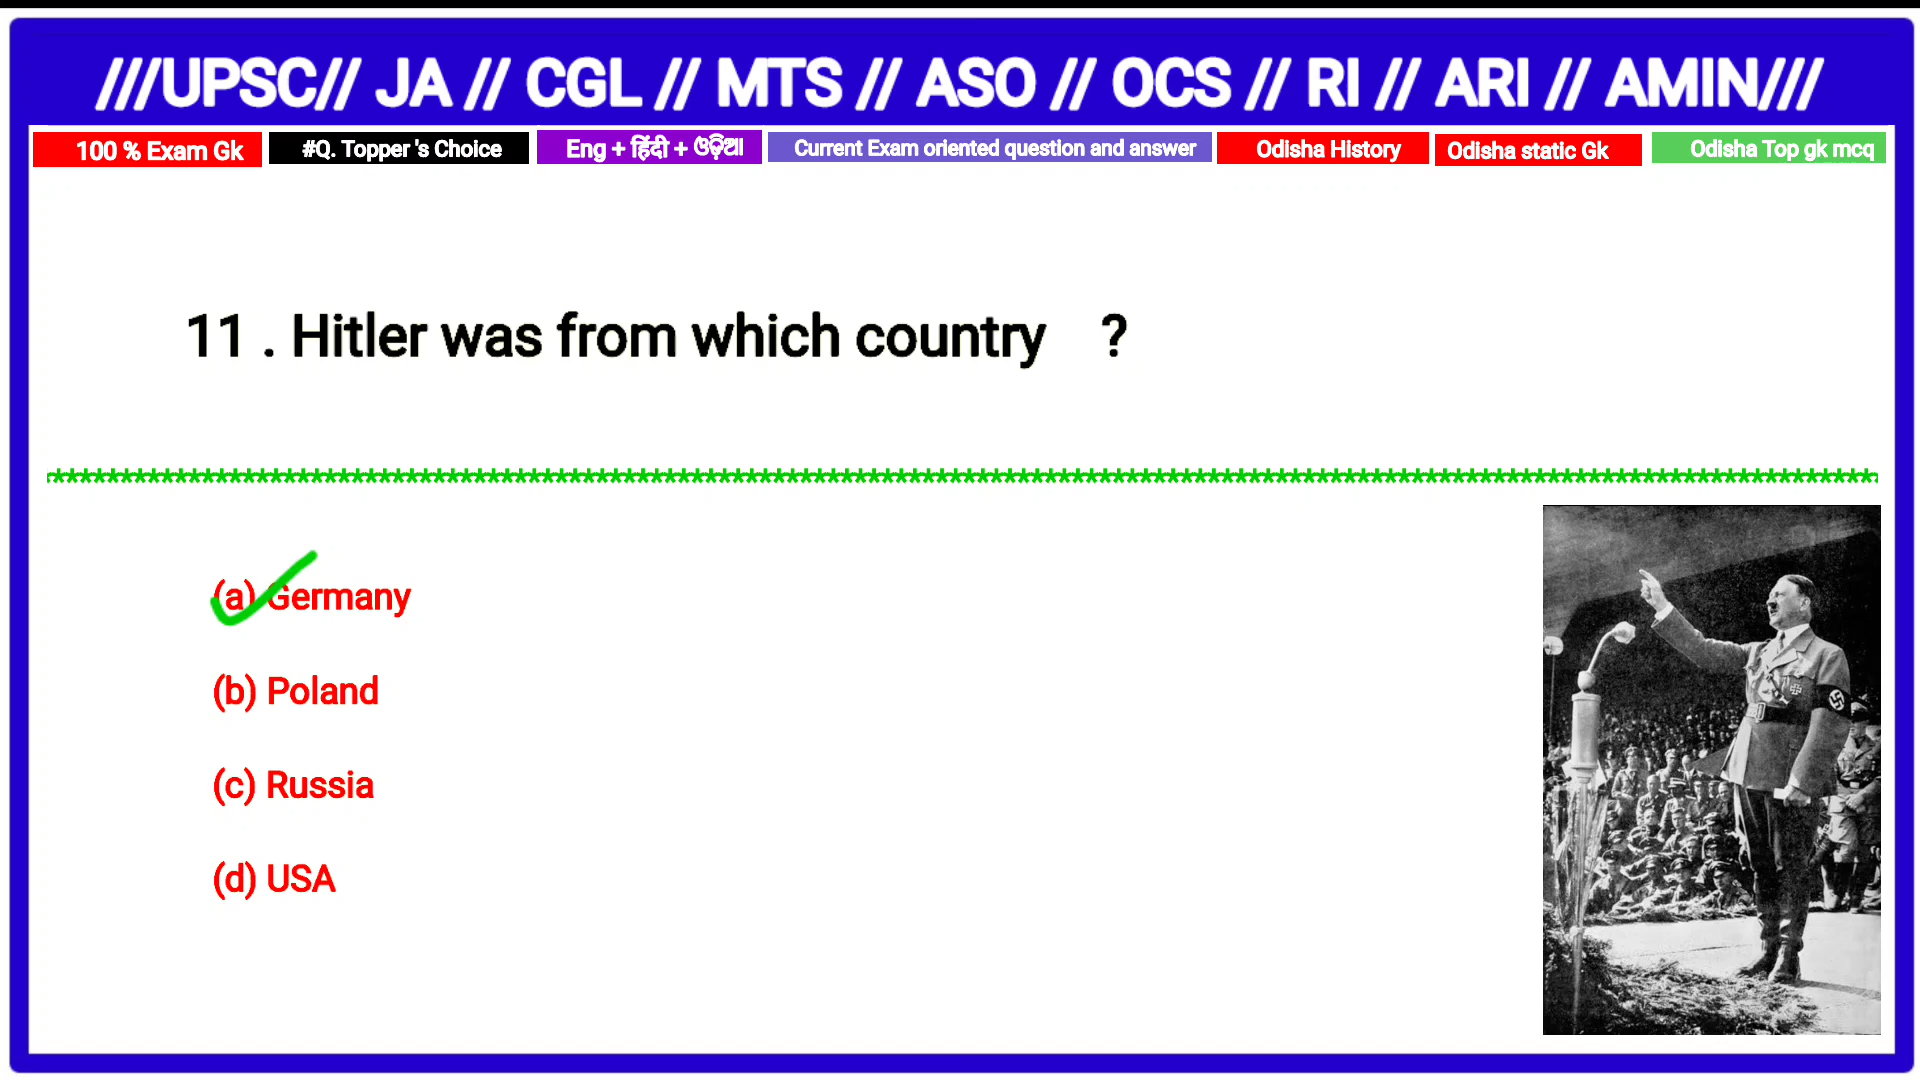 ///UPSC// JA // CGL // MTS // ASO // OCS // RI // ARI // AMIN///
100 % Exam Gk #Q. Topper 's Choice Eng + हिंदी + ଓଡ଼ିଆ Current Exam oriented question and answer Odisha History Odisha static Gk Odisha Top gk mcq
11 . Hitler was from which country ?
(a) Germany
(b) Poland
(c) Russia
(d) USA